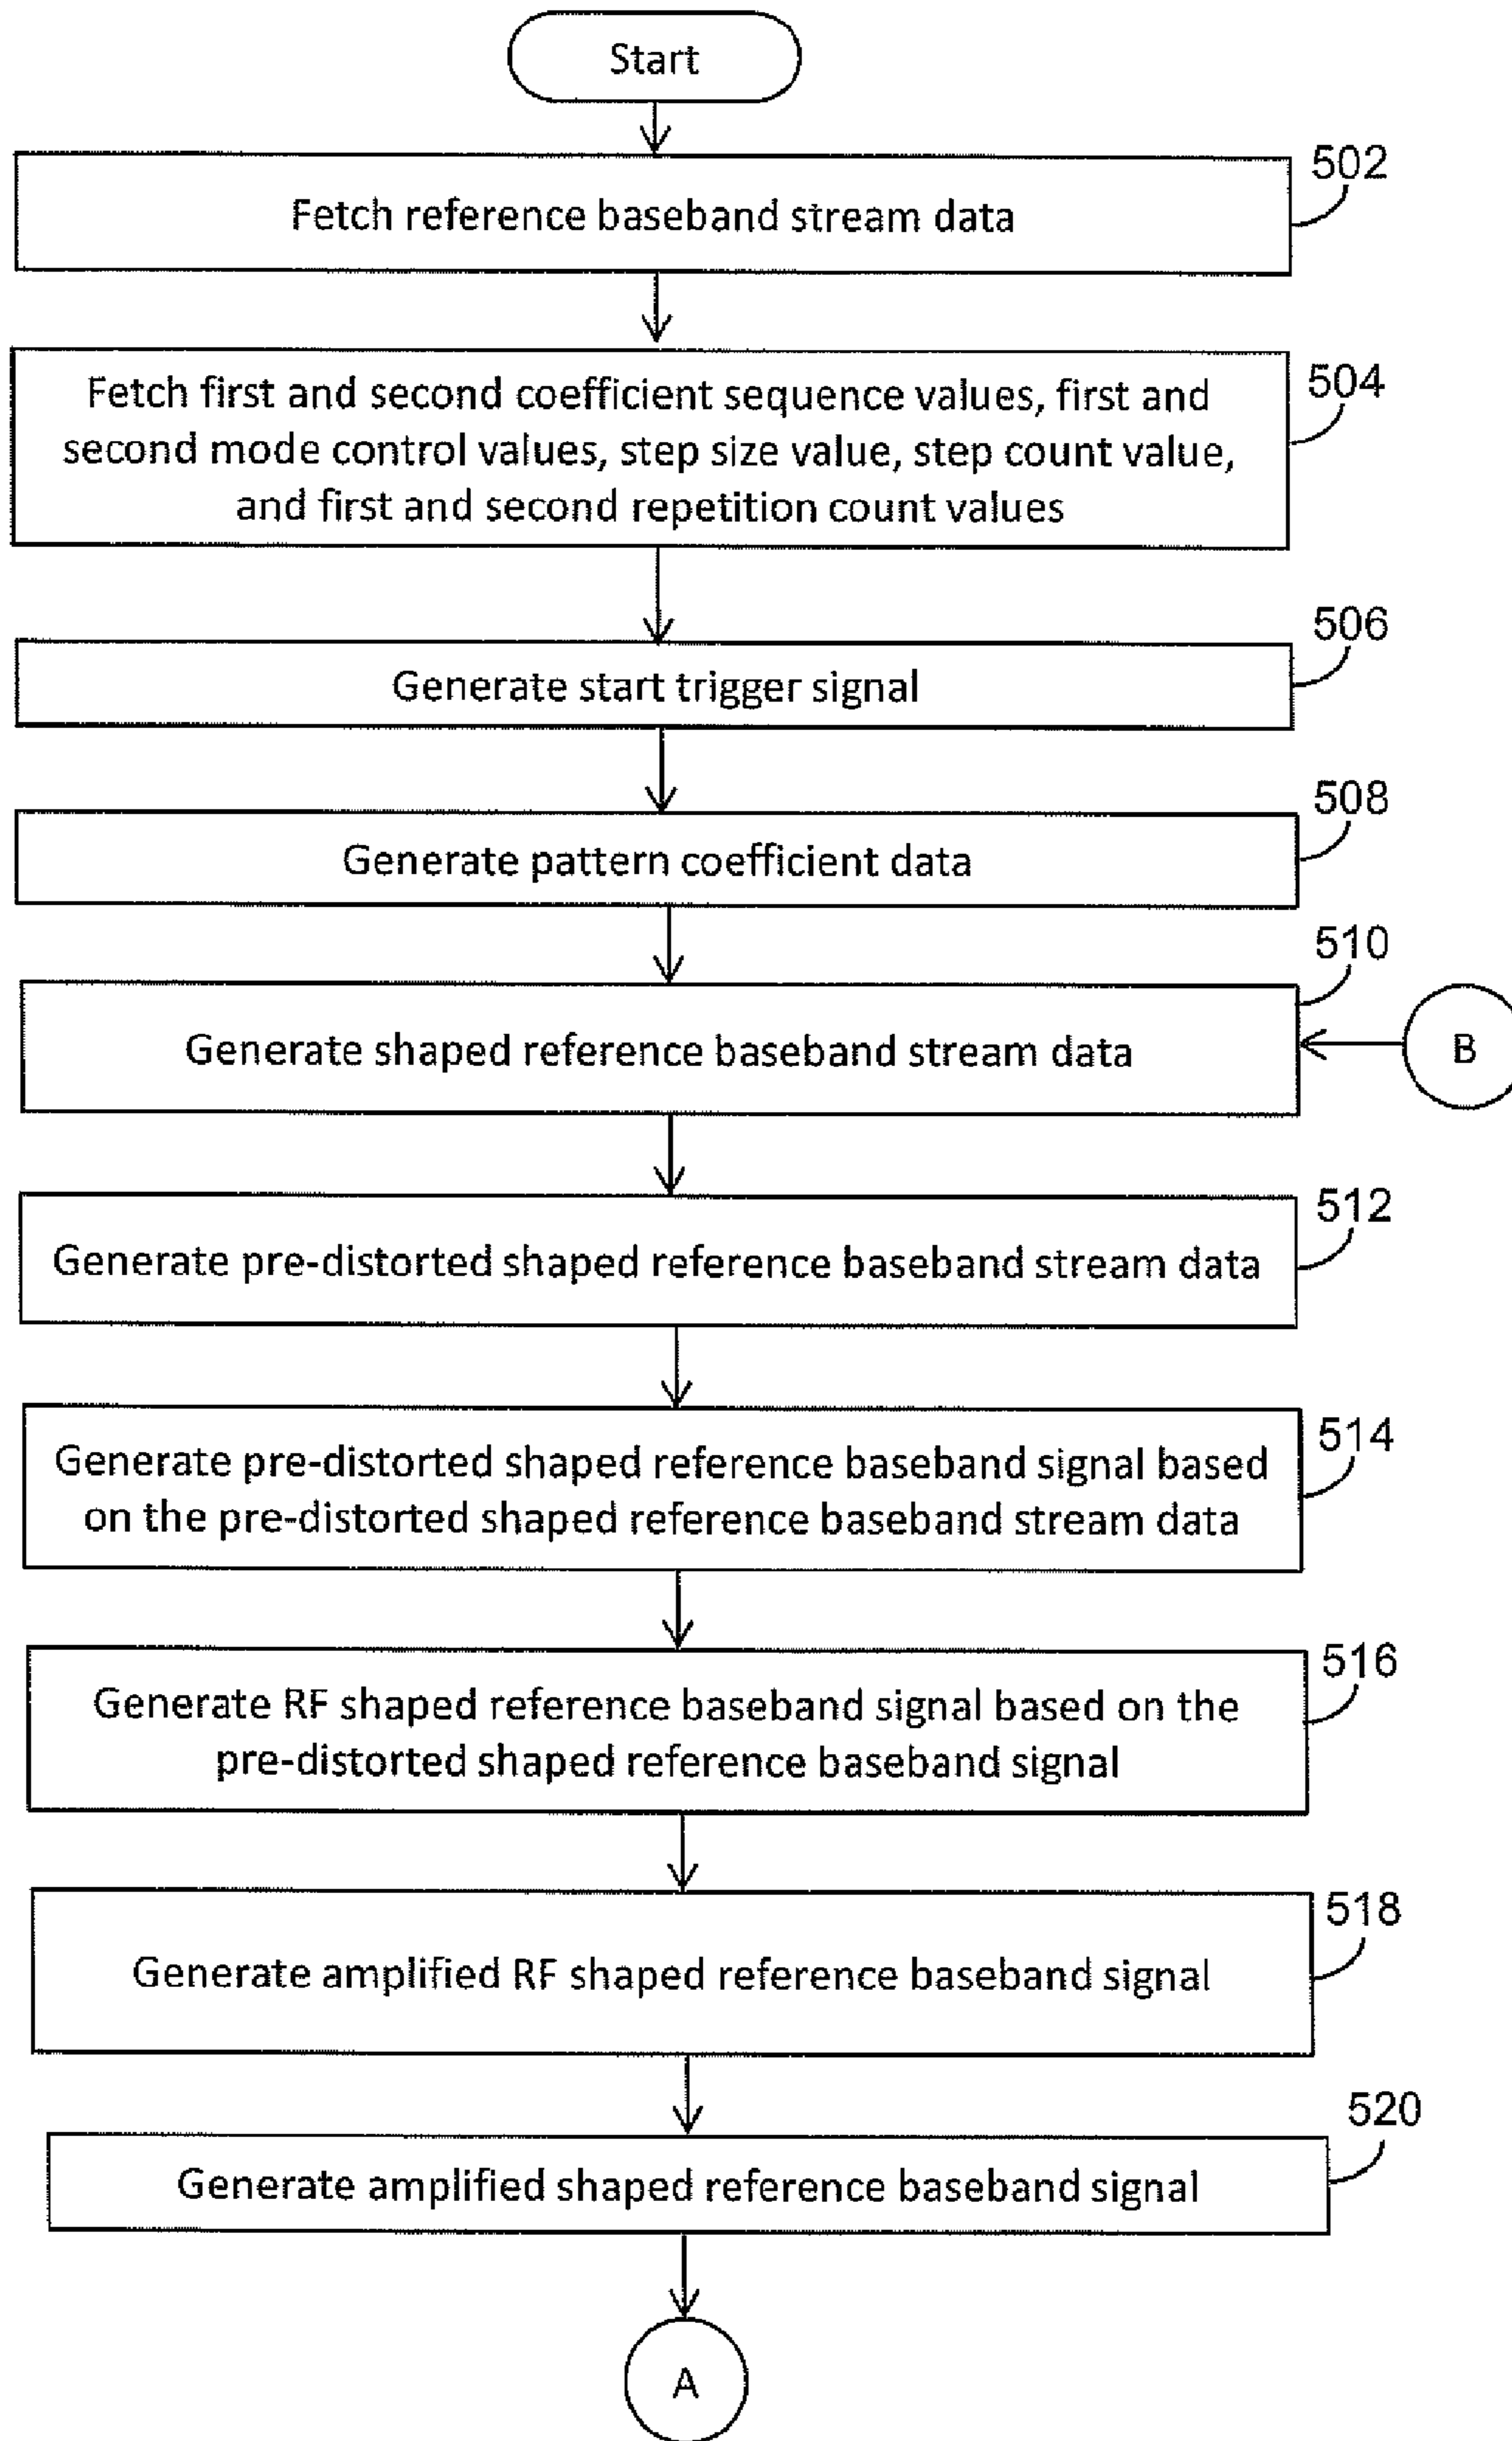 Start
502
Fetch reference baseband stream data
504
Fetch first and second coefficient sequence values, first and
second mode control values, step size value, step count value,
and first and second repetition count values
506
Generate start trigger signal
508
Generate pattern coefficient data
510
Generate shaped reference baseband stream data
B
512
Generate pre-distorted shaped reference baseband stream data
514
Generate pre-distorted shaped reference baseband signal based
on the pre-distorted shaped reference baseband stream data
516
Generate RF shaped reference baseband signal based on the
pre-distorted shaped reference baseband signal
518
Generate amplified RF shaped reference baseband signal
520
Generate amplified shaped reference baseband signal
A